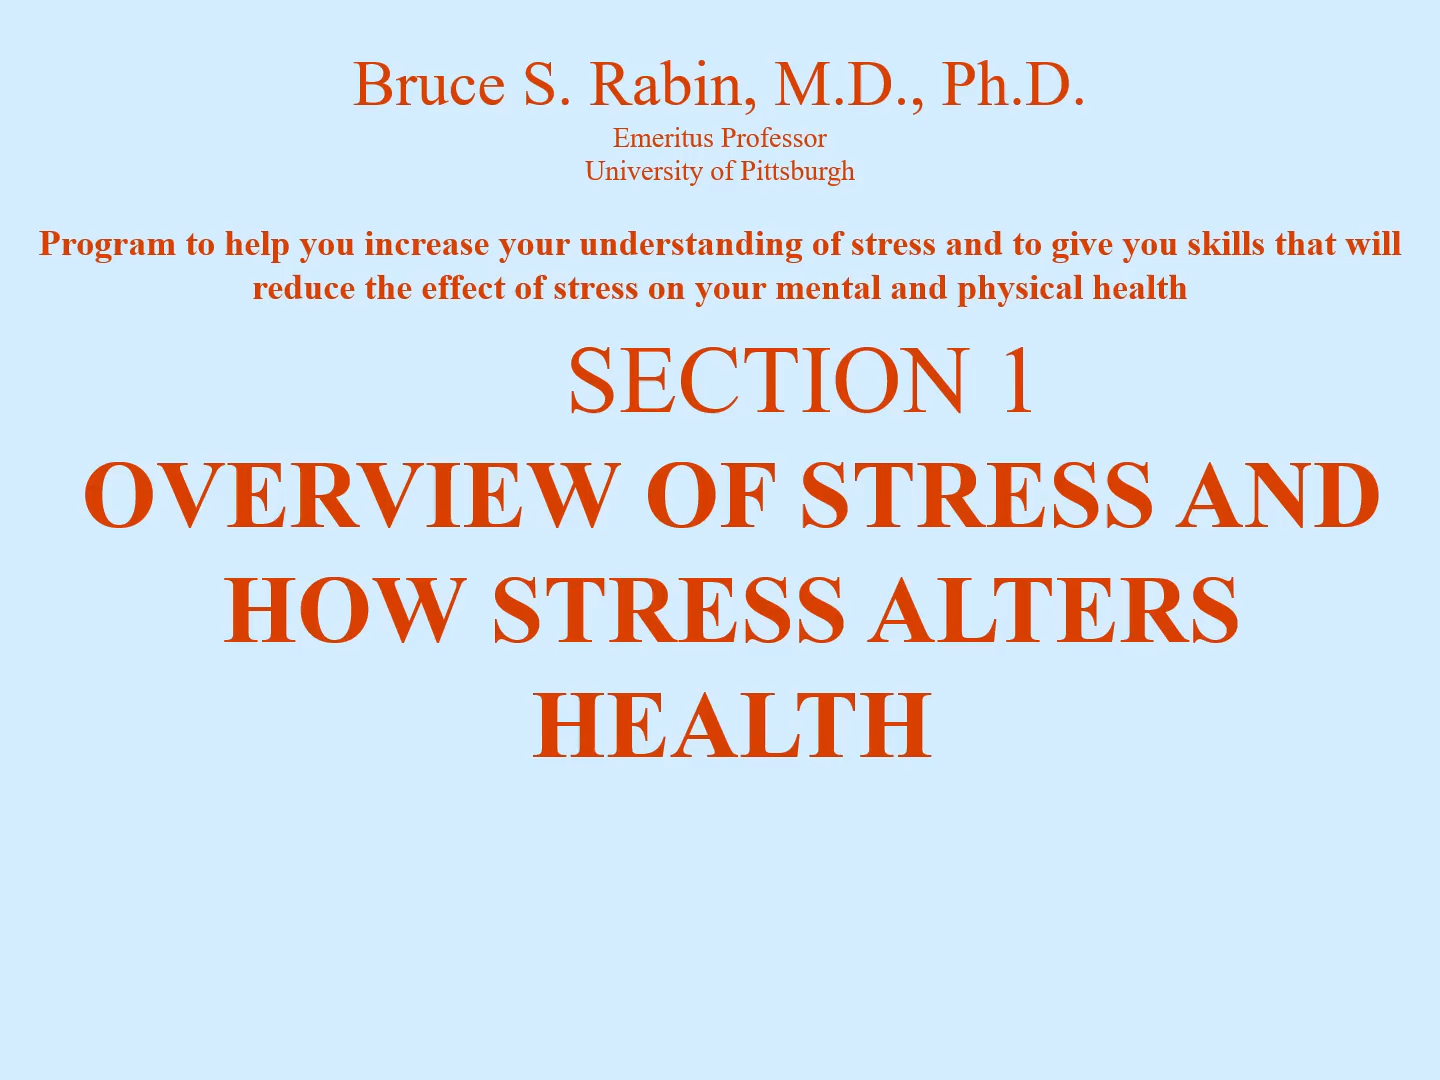 Bruce S. Rabin, M.D., Ph.D.
Emeritus Professor
University of Pittsburgh
Program to help you increase your understanding of stress and to give you skills that will
reduce the effect of stress on your mental and physical health
SECTION 1
OVERVIEW OF STRESS AND
HOW STRESS ALTERS
HEALTH